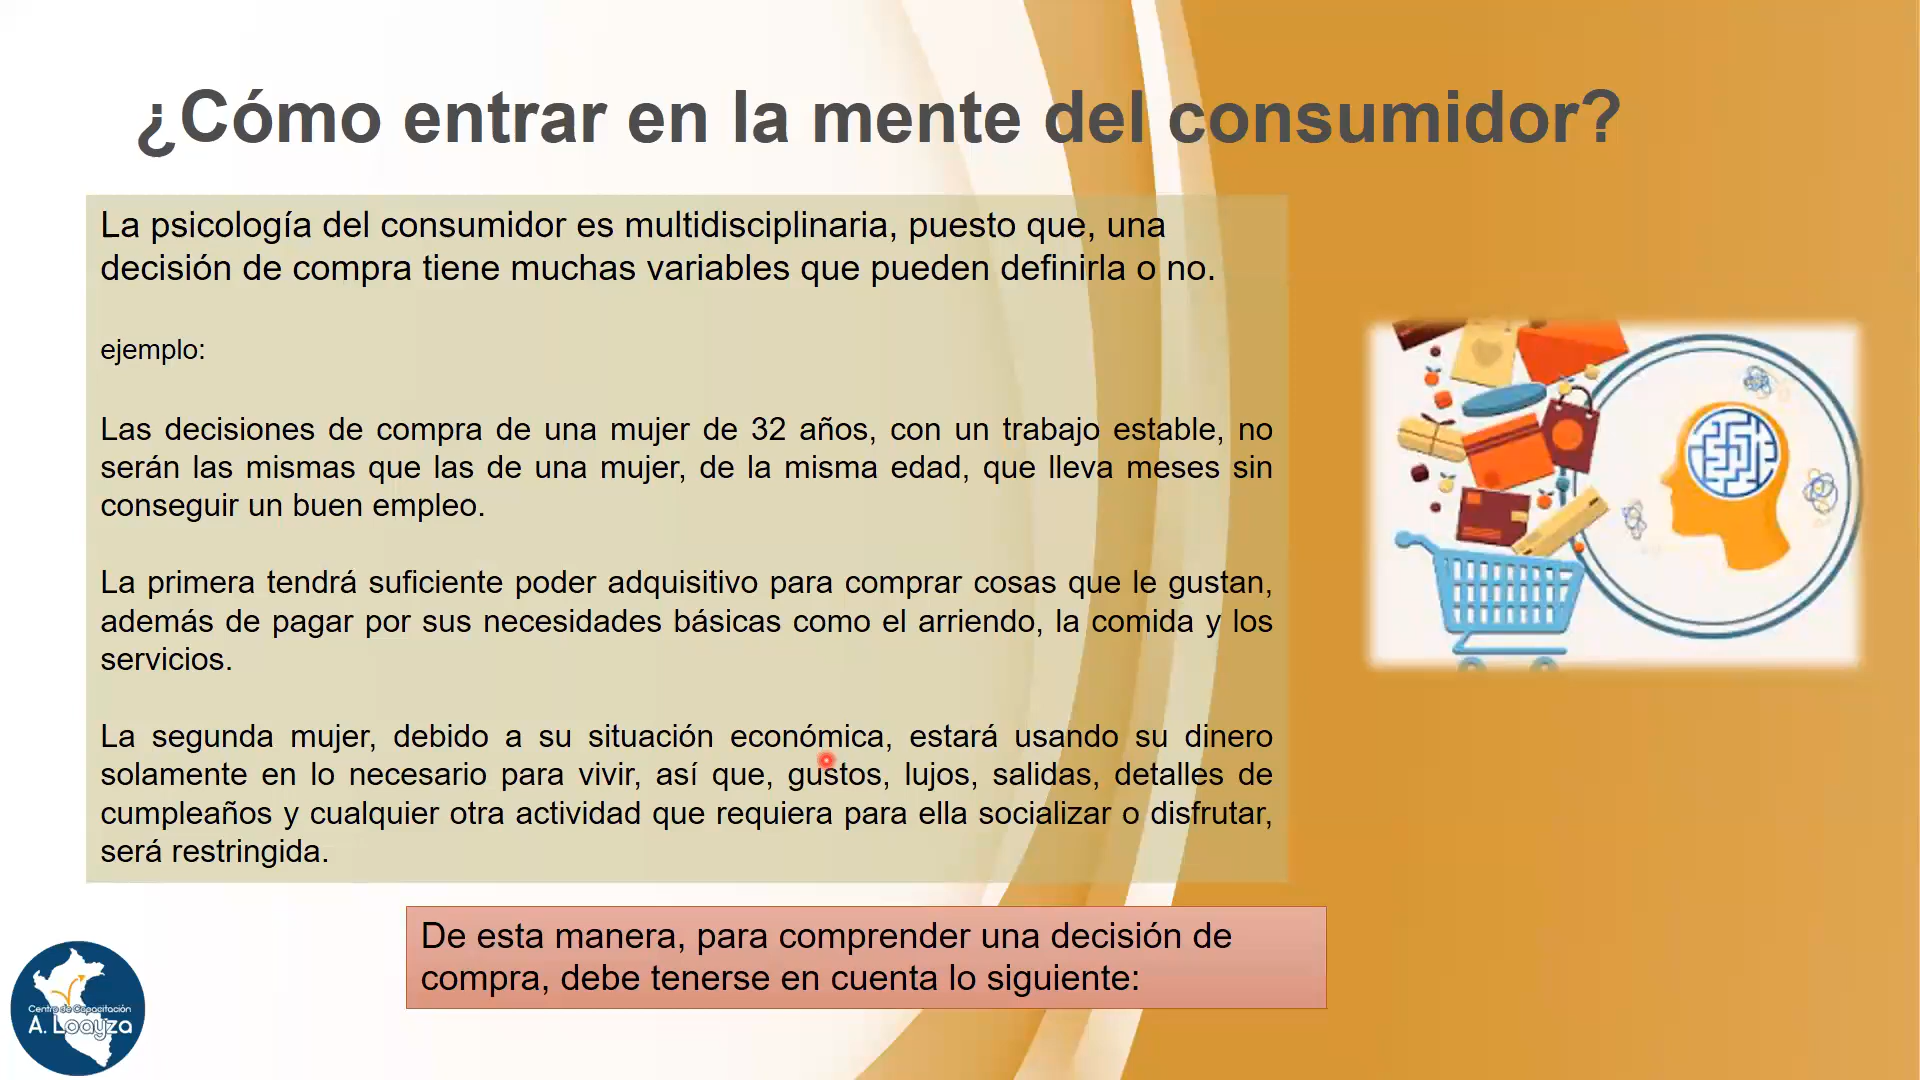 ¿Cómo entrar en la mente del consumidor?
La psicología del consumidor es multidisciplinaria, puesto que, una
decisión de compra tiene muchas variables que pueden definirla o no.
ejemplo:
Las decisiones de compra de una mujer de 32 años, con un trabajo estable, no
serán las mismas que las de una mujer, de la misma edad, que lleva meses sin
conseguir un buen empleo.
La primera tendrá suficiente poder adquisitivo para comprar cosas que le gustan,
además de pagar por sus necesidades básicas como el arriendo, la comida y los
servicios.
La segunda mujer, debido a su situación económica, estará usando su dinero
solamente en lo necesario para vivir, así que, gustos, lujos, salidas, detalles de
cumpleaños y cualquier otra actividad que requiera para ella socializar o disfrutar,
será restringida.
De esta manera, para comprender una decisión de
compra, debe tenerse en cuenta lo siguiente:
Centro de Capacitación
A. Loayza